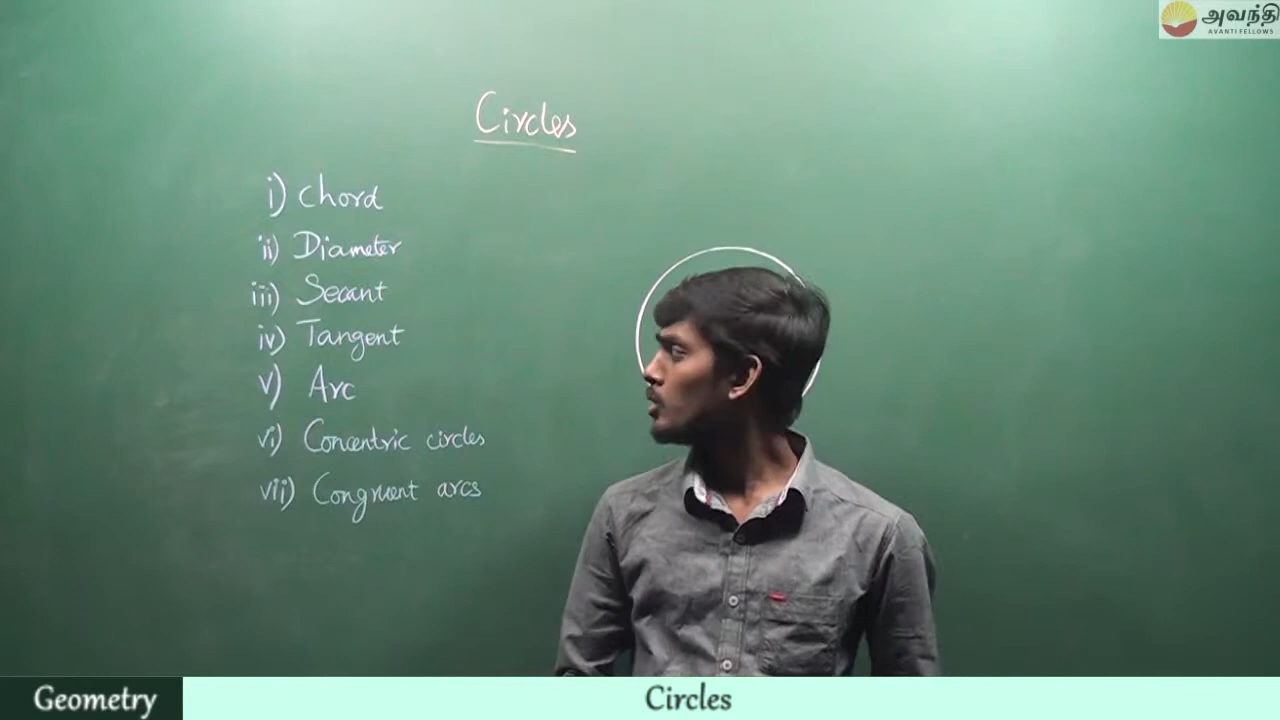 அவந்தி
AVANTI FELLOWS
Circles
i) Chord
ii) Diameter
iii) Secant
iv) Tangent
v) Arc
vi) Concentric circles
vii) Congruent arcs
Geometry
Circles